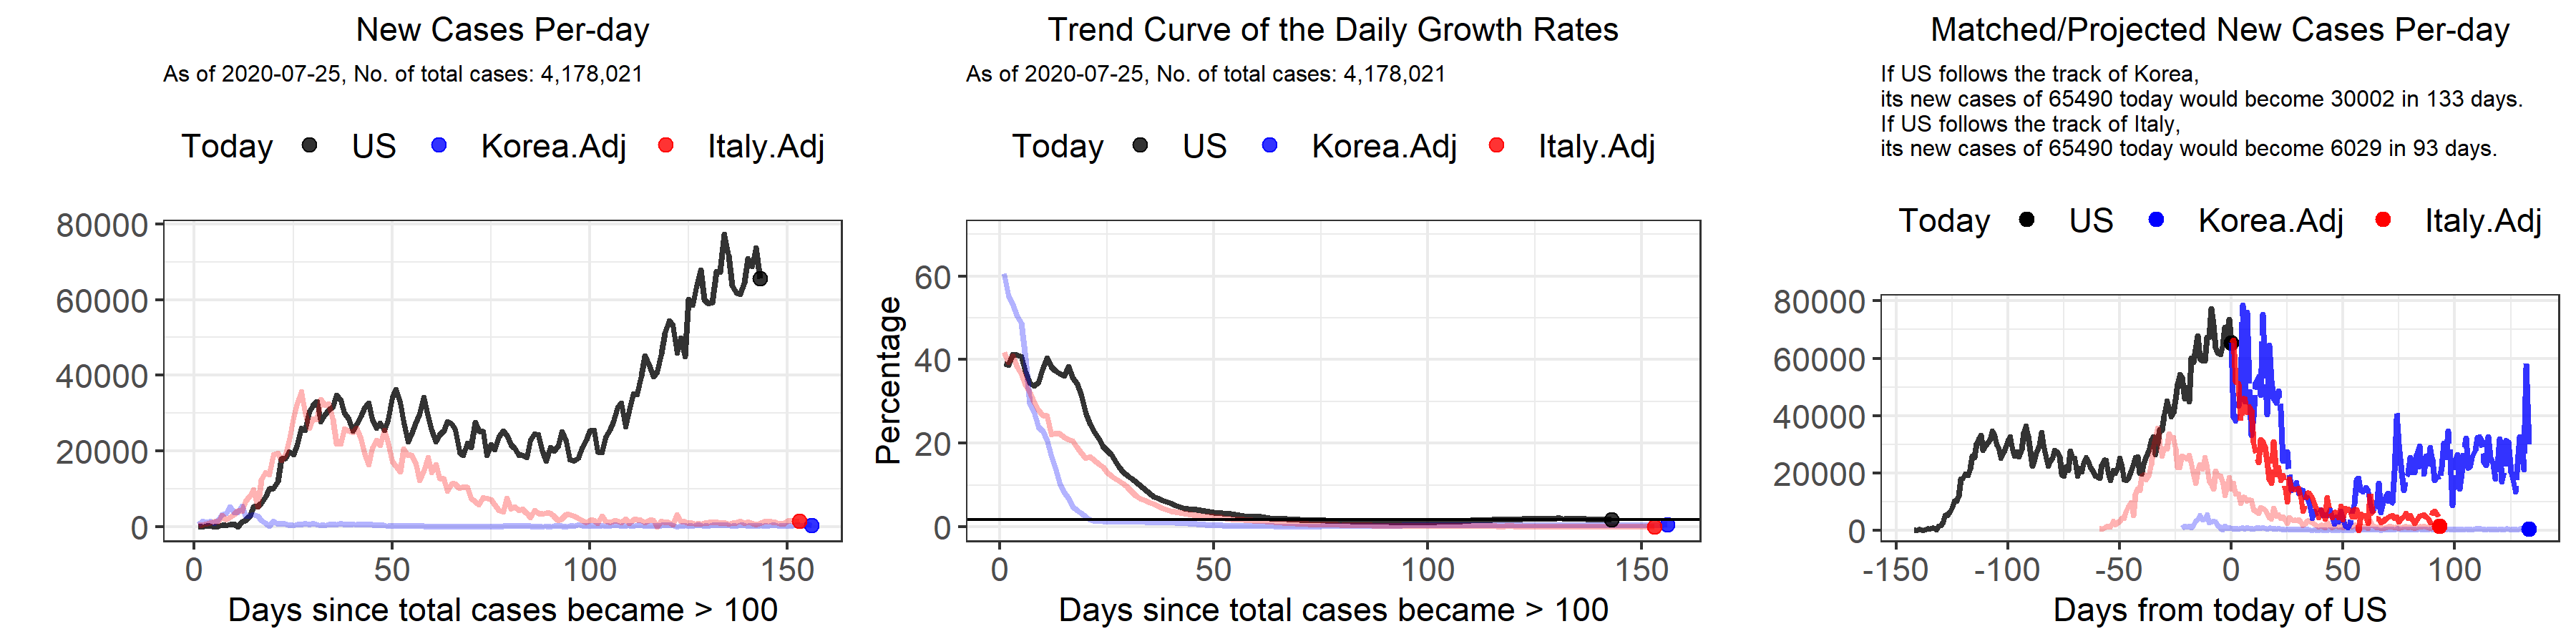 New Cases Per-day
As of 2020-07-25, No. of total cases: 4,178,021
Today US Korea.Adj Italy.Adj
80000
60000
40000
20000
0
0 50 100 150
Days since total cases became > 100
Trend Curve of the Daily Growth Rates
As of 2020-07-25, No. of total cases: 4,178,021
Today US Korea.Adj Italy.Adj
Percentage
60
40
20
0
0 50 100 150
Days since total cases became > 100
Matched/Projected New Cases Per-day
If US follows the track of Korea,
its new cases of 65490 today would become 30002 in 133 days.
If US follows the track of Italy,
its new cases of 65490 today would become 6029 in 93 days.
Today US Korea.Adj Italy.Adj
80000
60000
40000
20000
0
-150 -100 -50 0 50 100
Days from today of US